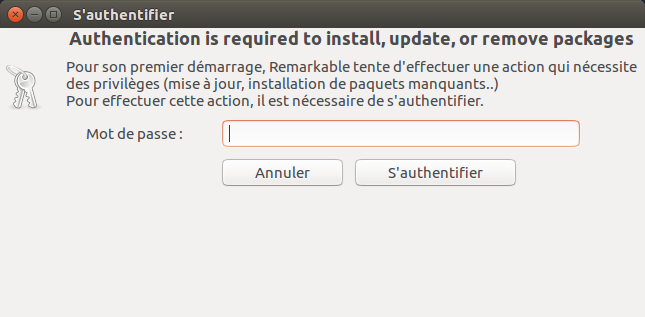 S'authentifier
Authentication is required to install, update, or remove packages
Pour son premier démarrage, Remarkable tente d'effectuer une action qui nécessite
des privilèges (mise à jour, installation de paquets manquants..)
Pour effectuer cette action, il est nécessaire de s'authentifier.
Mot de passe :
Annuler
S'authentifier